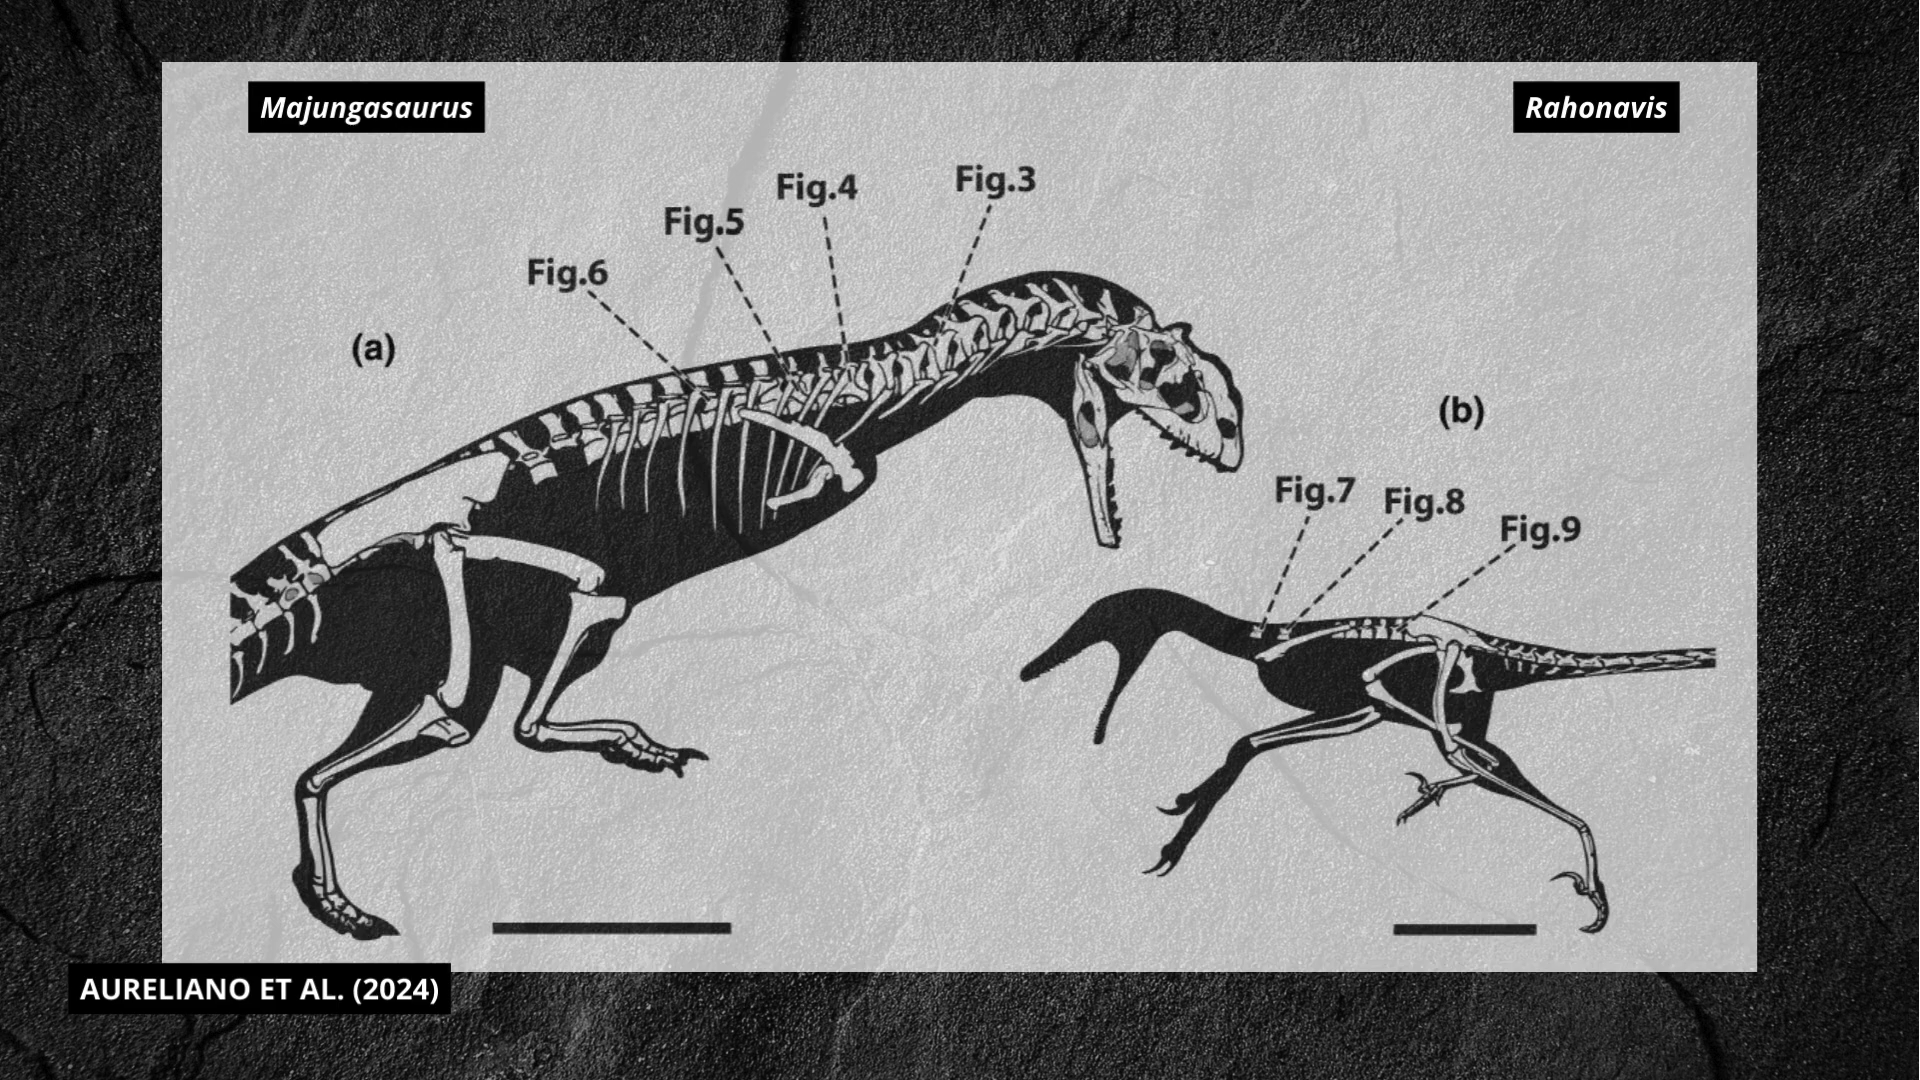 Majungasaurus
Rahonavis
Fig.3
Fig.4
Fig.5
Fig.6
(a)
(b)
Fig.7
Fig.8
Fig.9
AURELIANO ET AL. (2024)